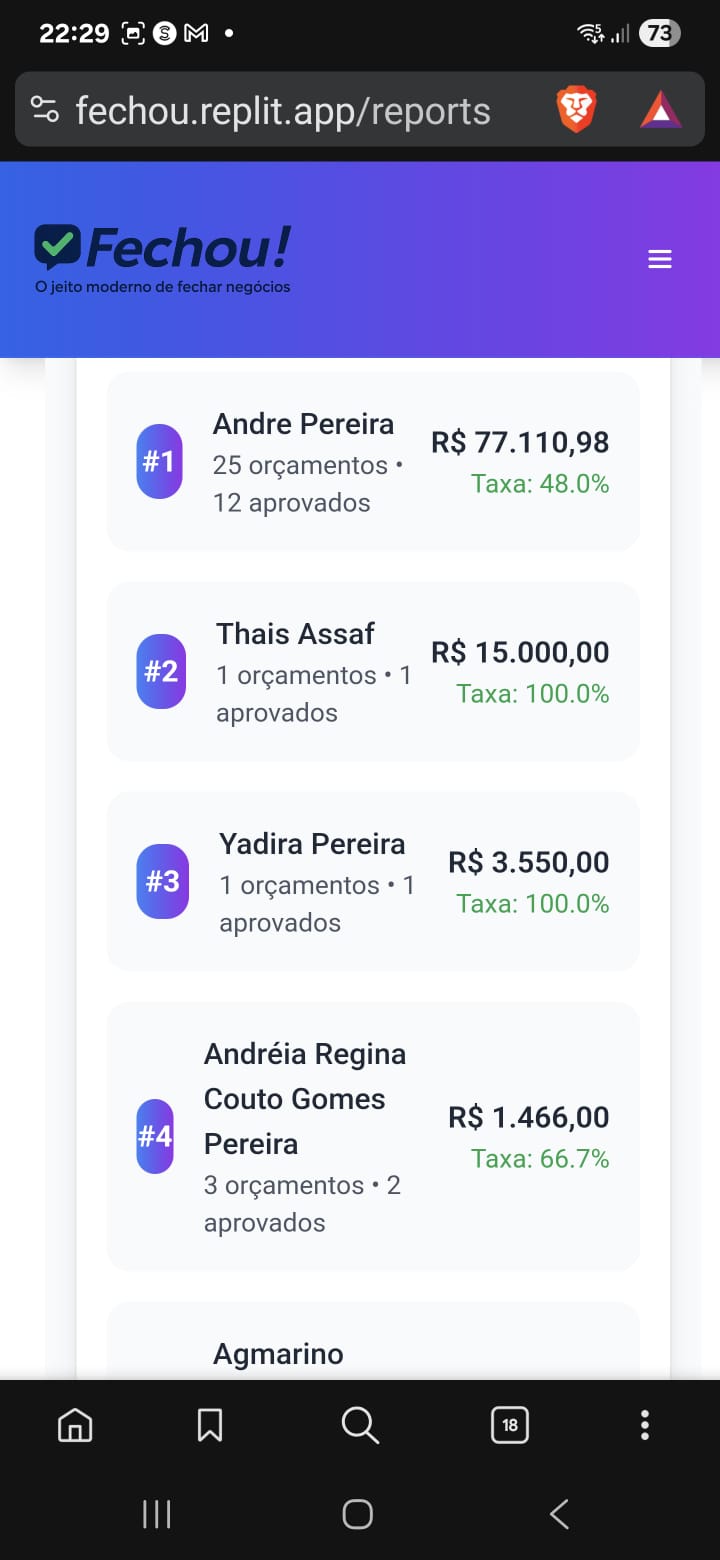 22:29
73
fechou.replit.app/reports
Fechou!
O jeito moderno de fechar negócios
#1
Andre Pereira
25 orçamentos •
12 aprovados
R$ 77.110,98
Taxa: 48.0%
#2
Thais Assaf
1 orçamentos • 1
aprovados
R$ 15.000,00
Taxa: 100.0%
#3
Yadira Pereira
1 orçamentos • 1
aprovados
R$ 3.550,00
Taxa: 100.0%
#4
Andréia Regina
Couto Gomes
Pereira
3 orçamentos • 2
aprovados
R$ 1.466,00
Taxa: 66.7%
Agmarino
18